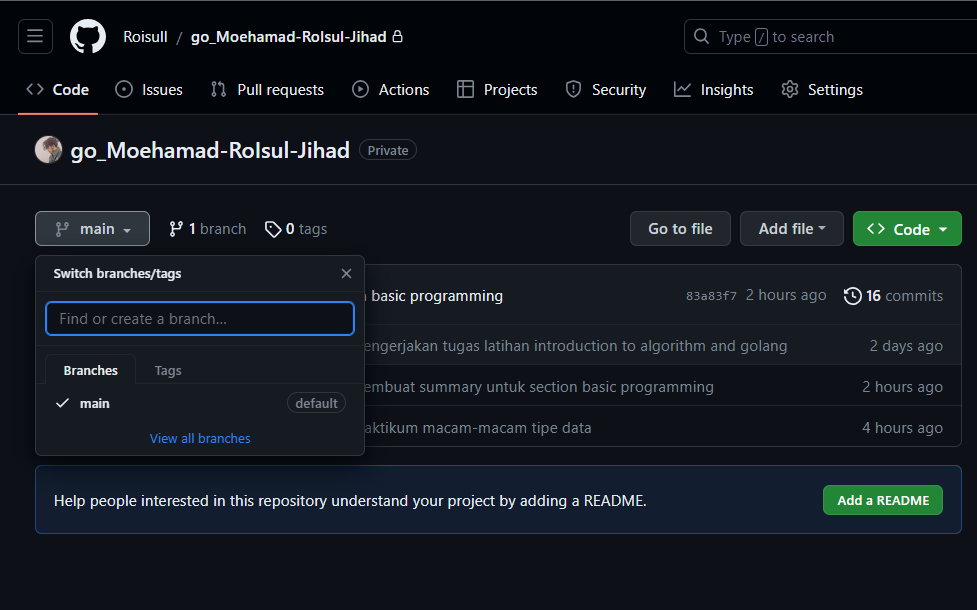 Roisull / go_Moehamad-RoIsul-Jihad
Type / to search
Code Issues Pull requests Actions Projects Security Insights Settings
go_Moehamad-RoIsul-Jihad Private
main 1 branch 0 tags Go to file Add file Code
Switch branches/tags
basic programming 83a83f7 2 hours ago 16 commits
Find or create a branch...
engerjakan tugas latihan introduction to algorithm and golang 2 days ago
Branches Tags
embuat summary untuk section basic programming 2 hours ago
main default
aktikum macam-macam tipe data 4 hours ago
View all branches
Help people interested in this repository understand your project by adding a README. Add a README